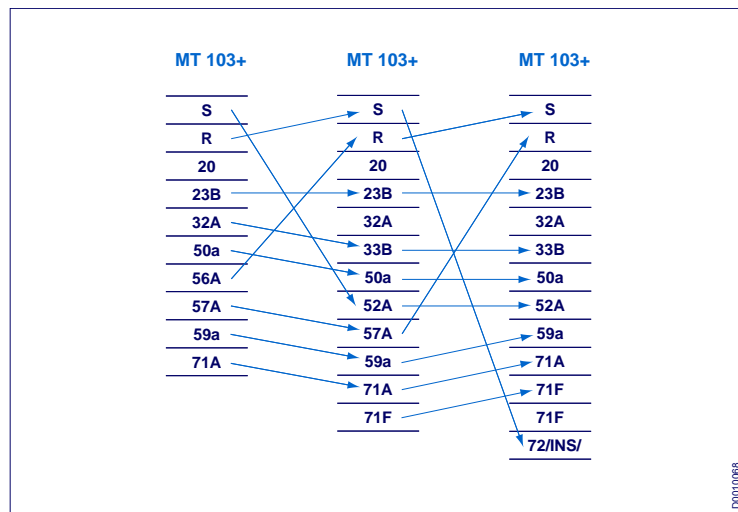 MT 103+ MT 103+ MT 103+
S S S
R R R
20 20 20
23B 23B 23B
32A 32A 32A
50a 33B 33B
56A 50a 50a
57A 52A 52A
59a 57A 59a
71A 59a 71A
71A 71F
71F 71F
72/INS/
D0010068